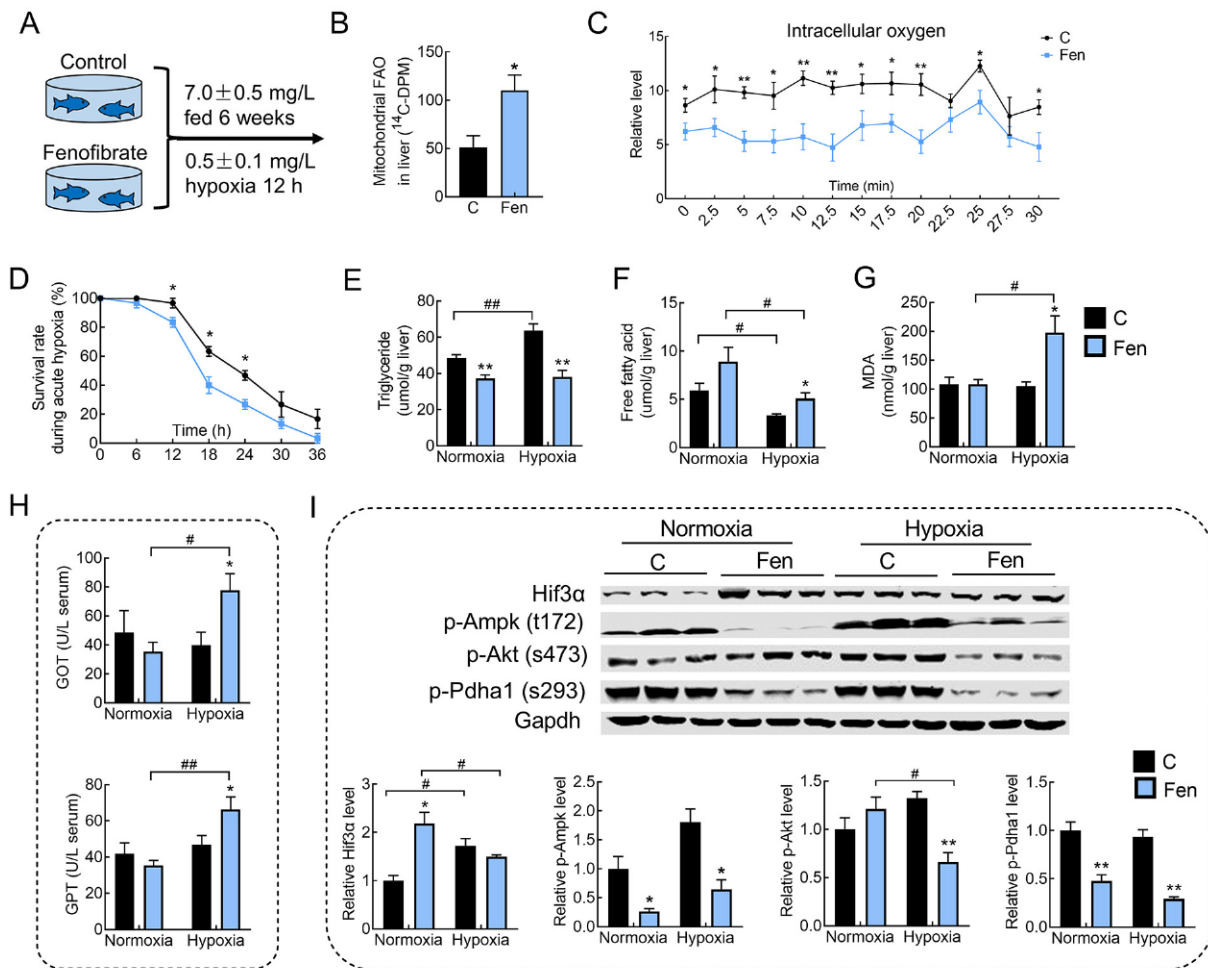 A
Control
Fenofibrate
7.0±0.5 mg/L
fed 6 weeks
0.5±0.1 mg/L
hypoxia 12 h
B
Mitochondrial FAO
in liver (¹⁴C-DPM)
150
100
50
0
*
C Fen
C
Intracellular oxygen
C
Fen
Relative level
15
10
5
0
* * ** * ** ** * * ** * *
Time (min)
0 2.5 5 7.5 10 12.5 15 17.5 20 22.5 25 27.5 30
D
Survival rate
during acute hypoxia (%)
100
80
60
40
20
0
* * *
Time (h)
0 6 12 18 24 30 36
E
Triglyceride
(umol/g liver)
80
60
40
20
0
##
** **
Normoxia Hypoxia
F
Free fatty acid
(umol/g liver)
15
10
5
0
#
#
*
Normoxia Hypoxia
G
MDA
(nmol/g liver)
250
200
150
100
50
0
#
*
Normoxia Hypoxia
C
Fen
H
GOT (U/L serum)
100
80
60
40
20
0
#
*
Normoxia Hypoxia
GPT (U/L serum)
80
60
40
20
0
##
*
Normoxia Hypoxia
I
Normoxia Hypoxia
C Fen C Fen
Hif3α
p-Ampk (t172)
p-Akt (s473)
p-Pdha1 (s293)
Gapdh
C
Fen
Relative Hif3α level
3
2
1
0
#
#
*
Normoxia Hypoxia
Relative p-Ampk level
2.5
2.0
1.5
1.0
0.5
0.0
* *
Normoxia Hypoxia
Relative p-Akt level
1.5
1.0
0.5
0.0
#
**
Normoxia Hypoxia
Relative p-Pdha1 level
1.5
1.0
0.5
0.0
** **
Normoxia Hypoxia